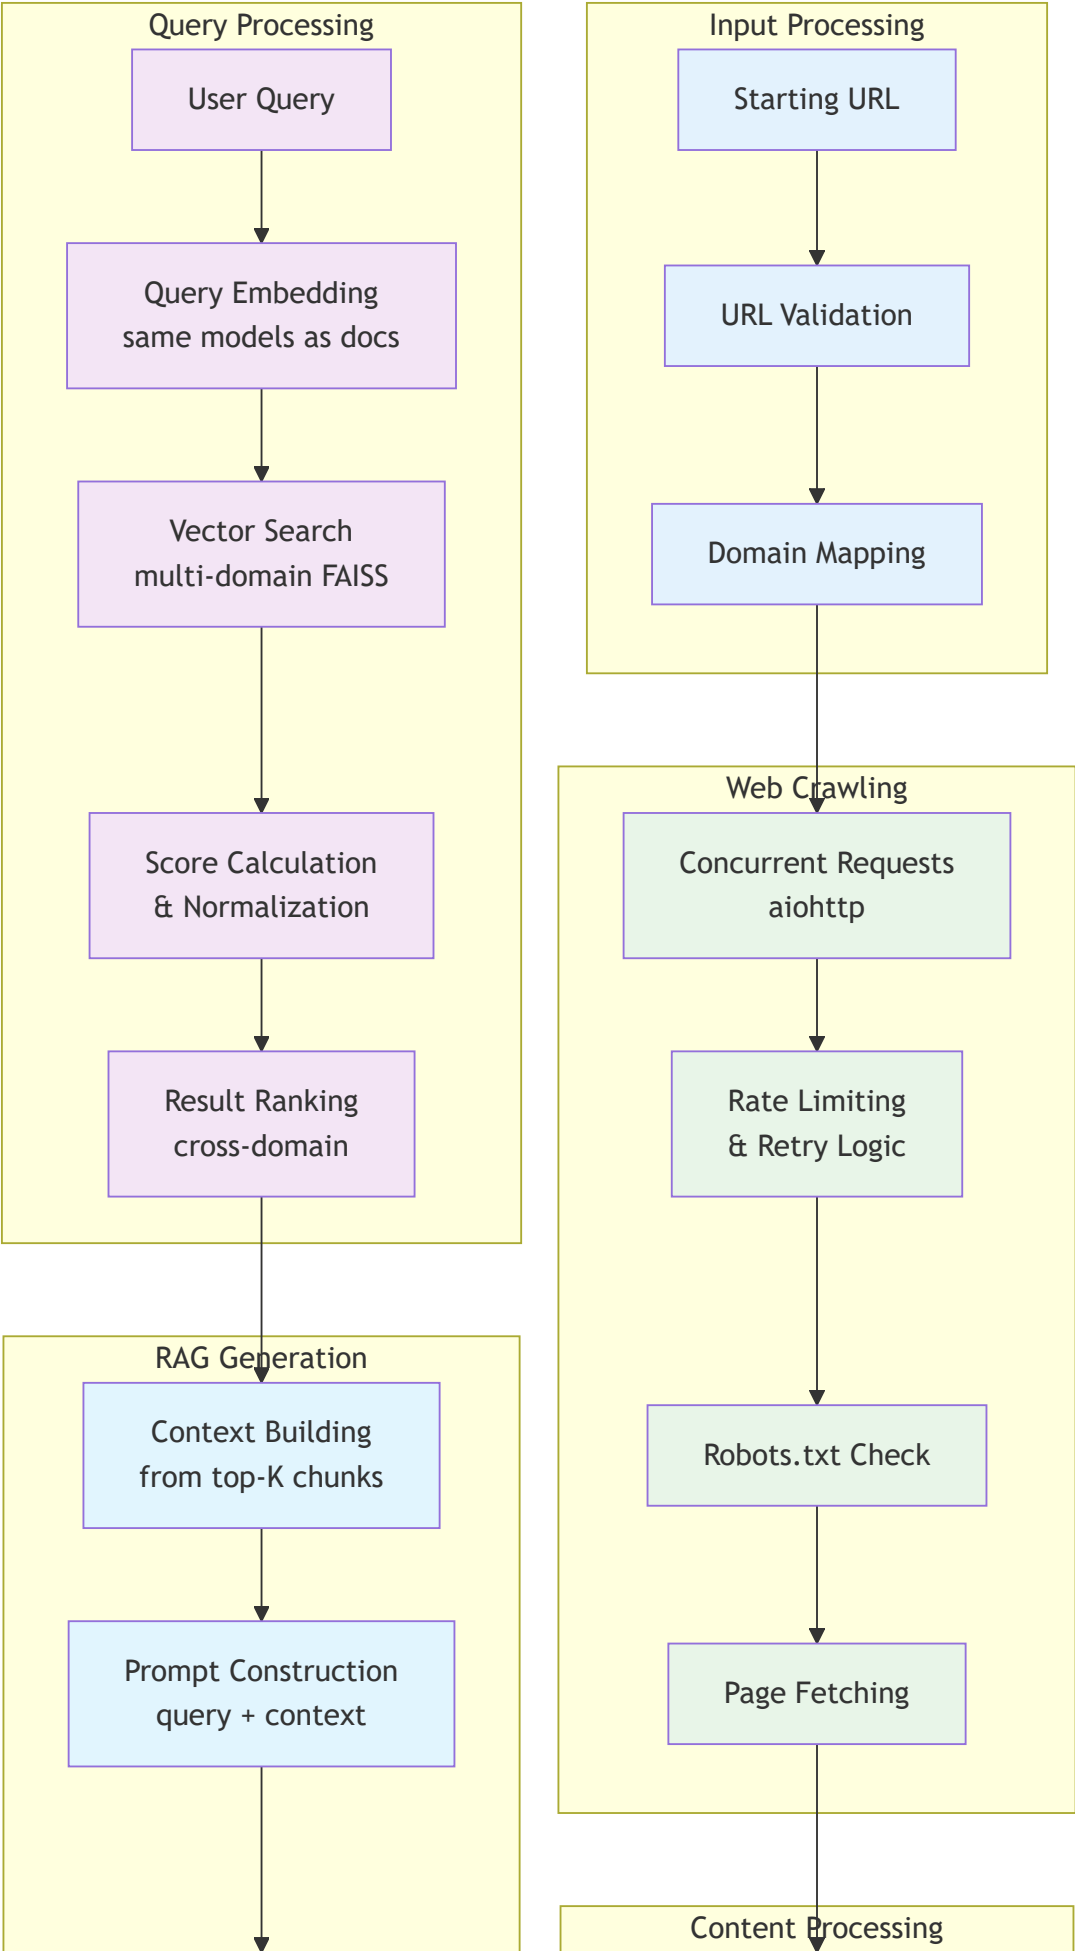 Query Processing
User Query
Query Embedding
same models as docs
Vector Search
multi-domain FAISS
Score Calculation
& Normalization
Result Ranking
cross-domain
RAG Generation
Context Building
from top-K chunks
Prompt Construction
query + context
Input Processing
Starting URL
URL Validation
Domain Mapping
Web Crawling
Concurrent Requests
aiohttp
Rate Limiting
& Retry Logic
Robots.txt Check
Page Fetching
Content Processing